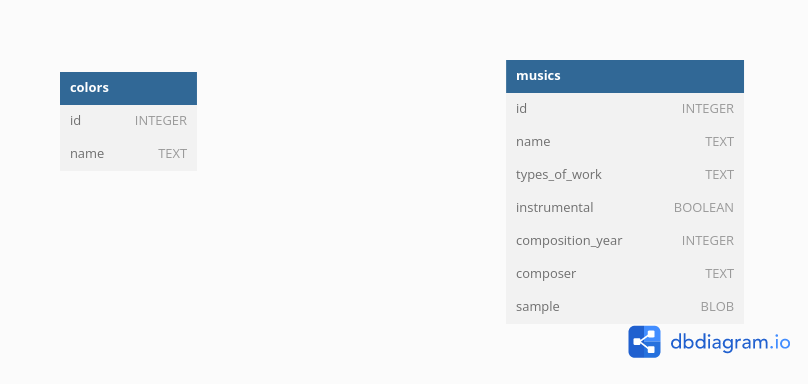 colors
id INTEGER
name TEXT
musics
id INTEGER
name TEXT
types_of_work TEXT
instrumental BOOLEAN
composition_year INTEGER
composer TEXT
sample BLOB
dbdiagram.io